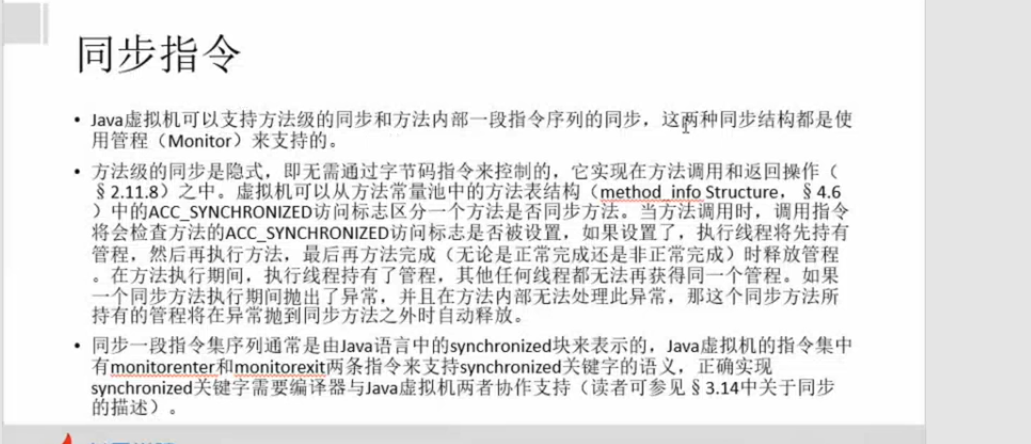 同步指令
• Java虚拟机可以支持方法级的同步和方法内部一段指令序列的同步，这两种同步结构都是使
用管程（Monitor）来支持的。
• 方法级的同步是隐式，即无需通过字节码指令来控制的，它实现在方法调用和返回操作（
§2.11.8）之中。虚拟机可以从方法常量池中的方法表结构（method_info Structure，§4.6
）中的ACC_SYNCHRONIZED访问标志区分一个方法是否同步方法。当方法调用时，调用指令
将会检查方法的ACC_SYNCHRONIZED访问标志是否被设置，如果设置了，执行线程将先持有
管程，然后再执行方法，最后再方法完成（无论是正常完成还是非正常完成）时释放管程
。在方法执行期间，执行线程持有了管程，其他任何线程都无法再获得同一个管程。如果
一个同步方法执行期间抛出了异常，并且在方法内部无法处理此异常，那这个同步方法所
持有的管程将在异常抛到同步方法之外时自动释放。
• 同步一段指令集序列通常是由Java语言中的synchronized块来表示的，Java虚拟机的指令集中
有monitorenter和monitorexit两条指令来支持synchronized关键字的语义，正确实现
synchronized关键字需要编译器与Java虚拟机两者协作支持（读者可参见§3.14中关于同步
的描述）。